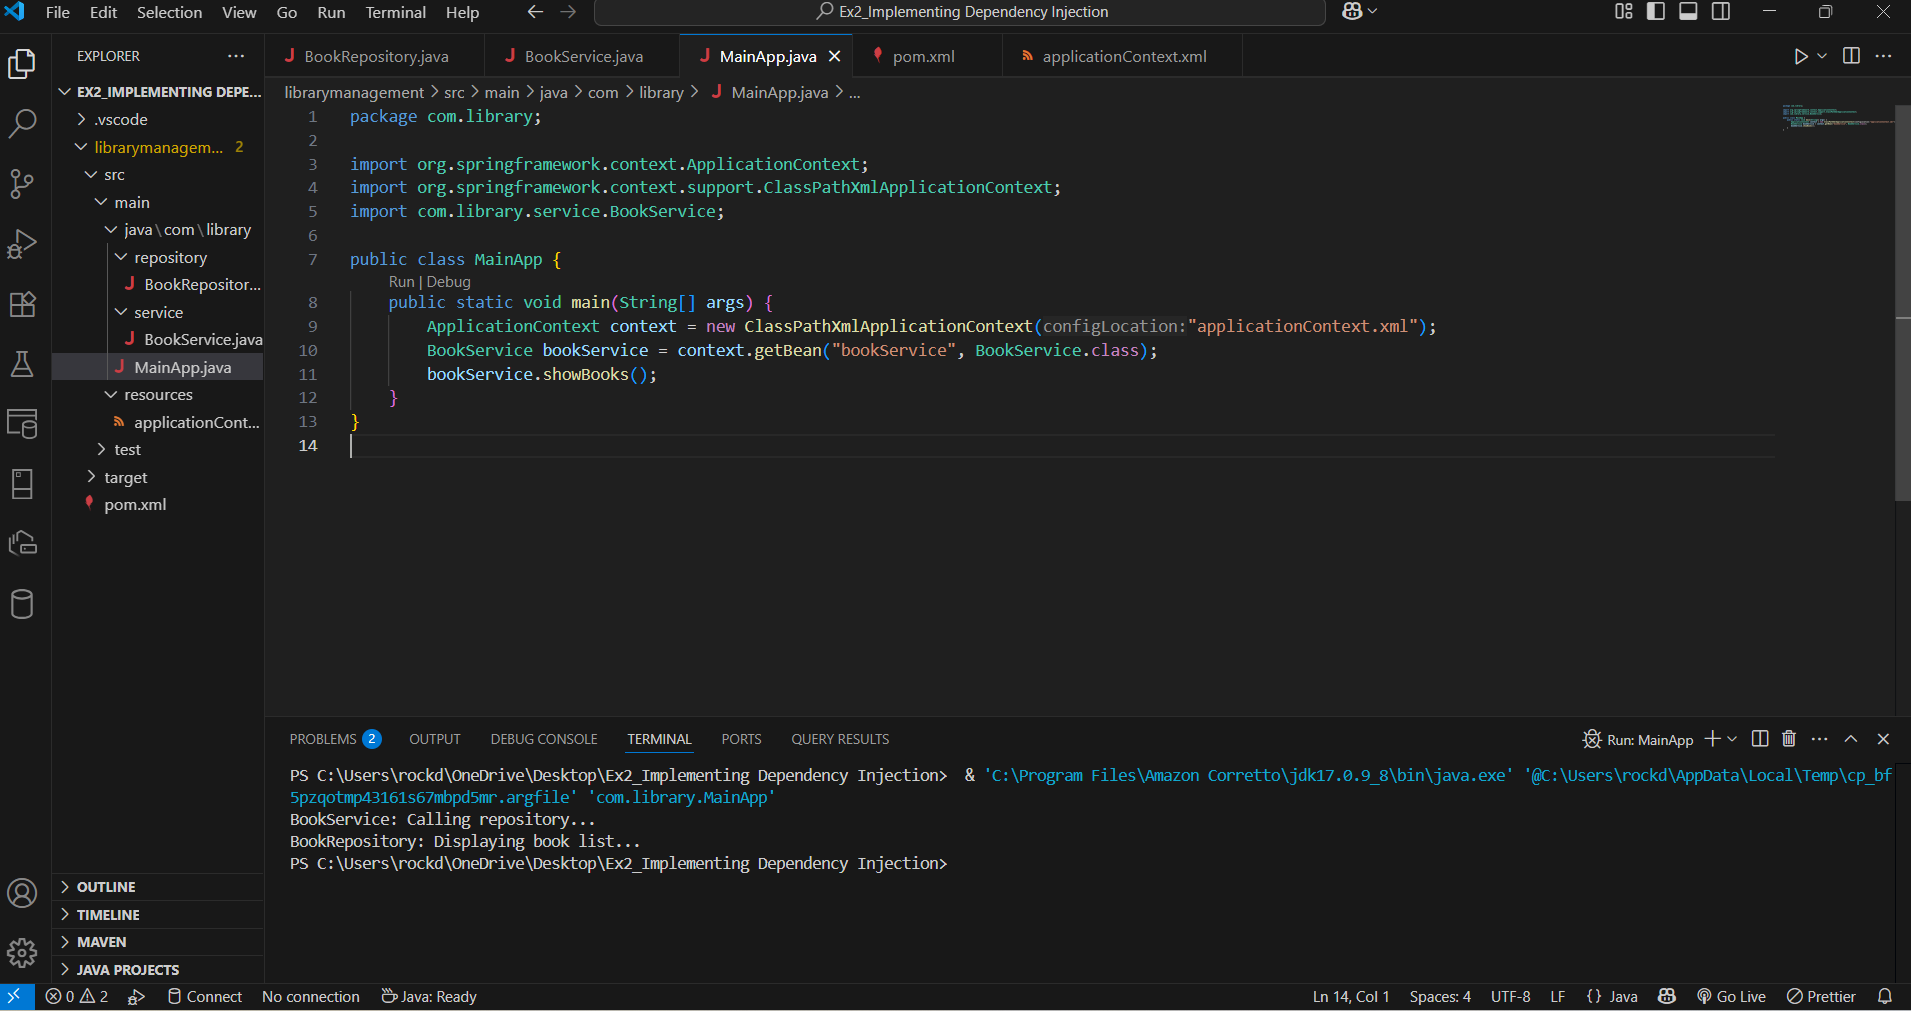 File Edit Selection View Go Run Terminal Help
Ex2_Implementing Dependency Injection
EXPLORER
EX2_IMPLEMENTING DEPE...
.vscode
librarymanagem... 2
src
main
java\com\library
repository
BookRepositor...
service
BookService.java
MainApp.java
resources
applicationCont...
test
target
pom.xml
OUTLINE
TIMELINE
MAVEN
JAVA PROJECTS
BookRepository.java BookService.java MainApp.java pom.xml applicationContext.xml
librarymanagement > src > main > java > com > library > MainApp.java > ...
1 package com.library;
2
3 import org.springframework.context.ApplicationContext;
4 import org.springframework.context.support.ClassPathXmlApplicationContext;
5 import com.library.service.BookService;
6
7 public class MainApp {
Run | Debug
8 public static void main(String[] args) {
9 ApplicationContext context = new ClassPathXmlApplicationContext(configLocation:"applicationContext.xml");
10 BookService bookService = context.getBean("bookService", BookService.class);
11 bookService.showBooks();
12 }
13 }
14
PROBLEMS 2 OUTPUT DEBUG CONSOLE TERMINAL PORTS QUERY RESULTS
Run: MainApp
PS C:\Users\rockd\OneDrive\Desktop\Ex2_Implementing Dependency Injection> & 'C:\Program Files\Amazon Corretto\jdk17.0.9_8\bin\java.exe' '@C:\Users\rockd\AppData\Local\Temp\cp_bf
5pzqotmp43161s67mbpd5mr.argfile' 'com.library.MainApp'
BookService: Calling repository...
BookRepository: Displaying book list...
PS C:\Users\rockd\OneDrive\Desktop\Ex2_Implementing Dependency Injection>
0 2 Connect No connection Java: Ready
Ln 14, Col 1 Spaces: 4 UTF-8 LF {} Java Go Live Prettier